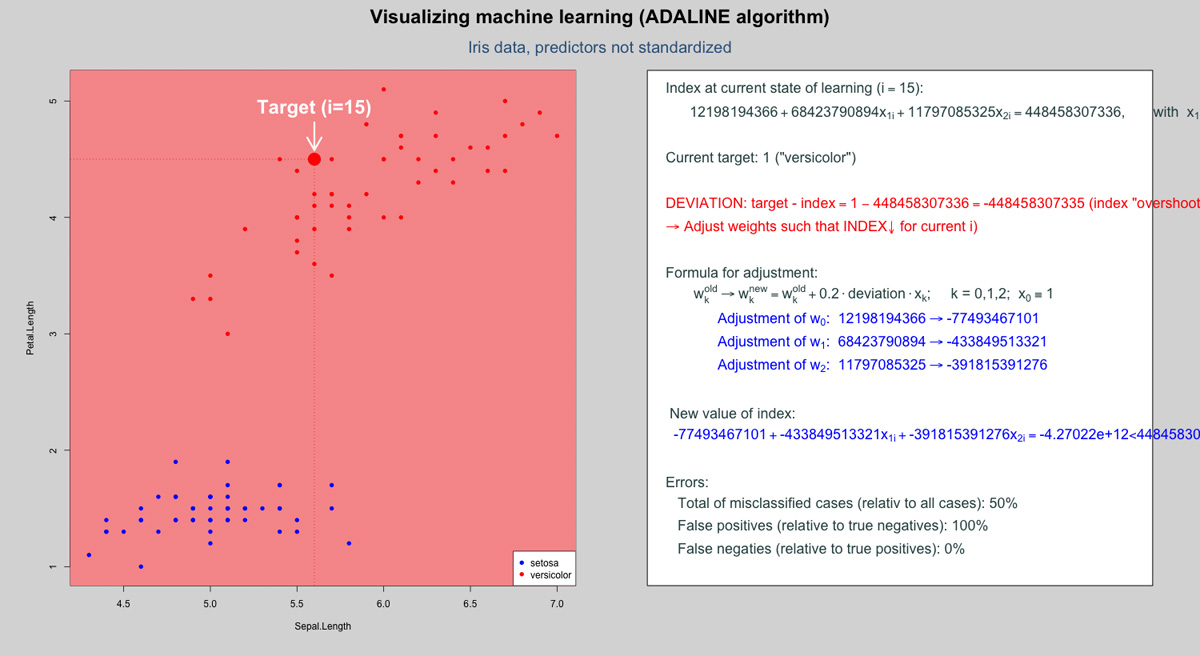 Visualizing machine learning (ADALINE algorithm)
Iris data, predictors not standardized
Target (i=15)
5
4
3
2
1
Petal.Length
4.5 5.0 5.5 6.0 6.5 7.0
Sepal.Length
setosa
versicolor
Index at current state of learning (i = 15):
12198194366 + 68423790894x₁ᵢ + 11797085325x₂ᵢ = 448458307336, with x₁
Current target: 1 ("versicolor")
DEVIATION: target - index = 1 − 448458307336 = -448458307335 (index "overshoot
→ Adjust weights such that INDEX↓ for current i)
Formula for adjustment:
wₖᵒˡᵈ → wₖⁿᵉʷ = wₖᵒˡᵈ + 0.2 · deviation · xₖ; k = 0,1,2; x₀ ≡ 1
Adjustment of w₀: 12198194366 → -77493467101
Adjustment of w₁: 68423790894 → -433849513321
Adjustment of w₂: 11797085325 → -391815391276
New value of index:
-77493467101 + -433849513321x₁ᵢ + -391815391276x₂ᵢ = -4.27022e+12<44845830
Errors:
Total of misclassified cases (relativ to all cases): 50%
False positives (relative to true negatives): 100%
False negaties (relative to true positives): 0%